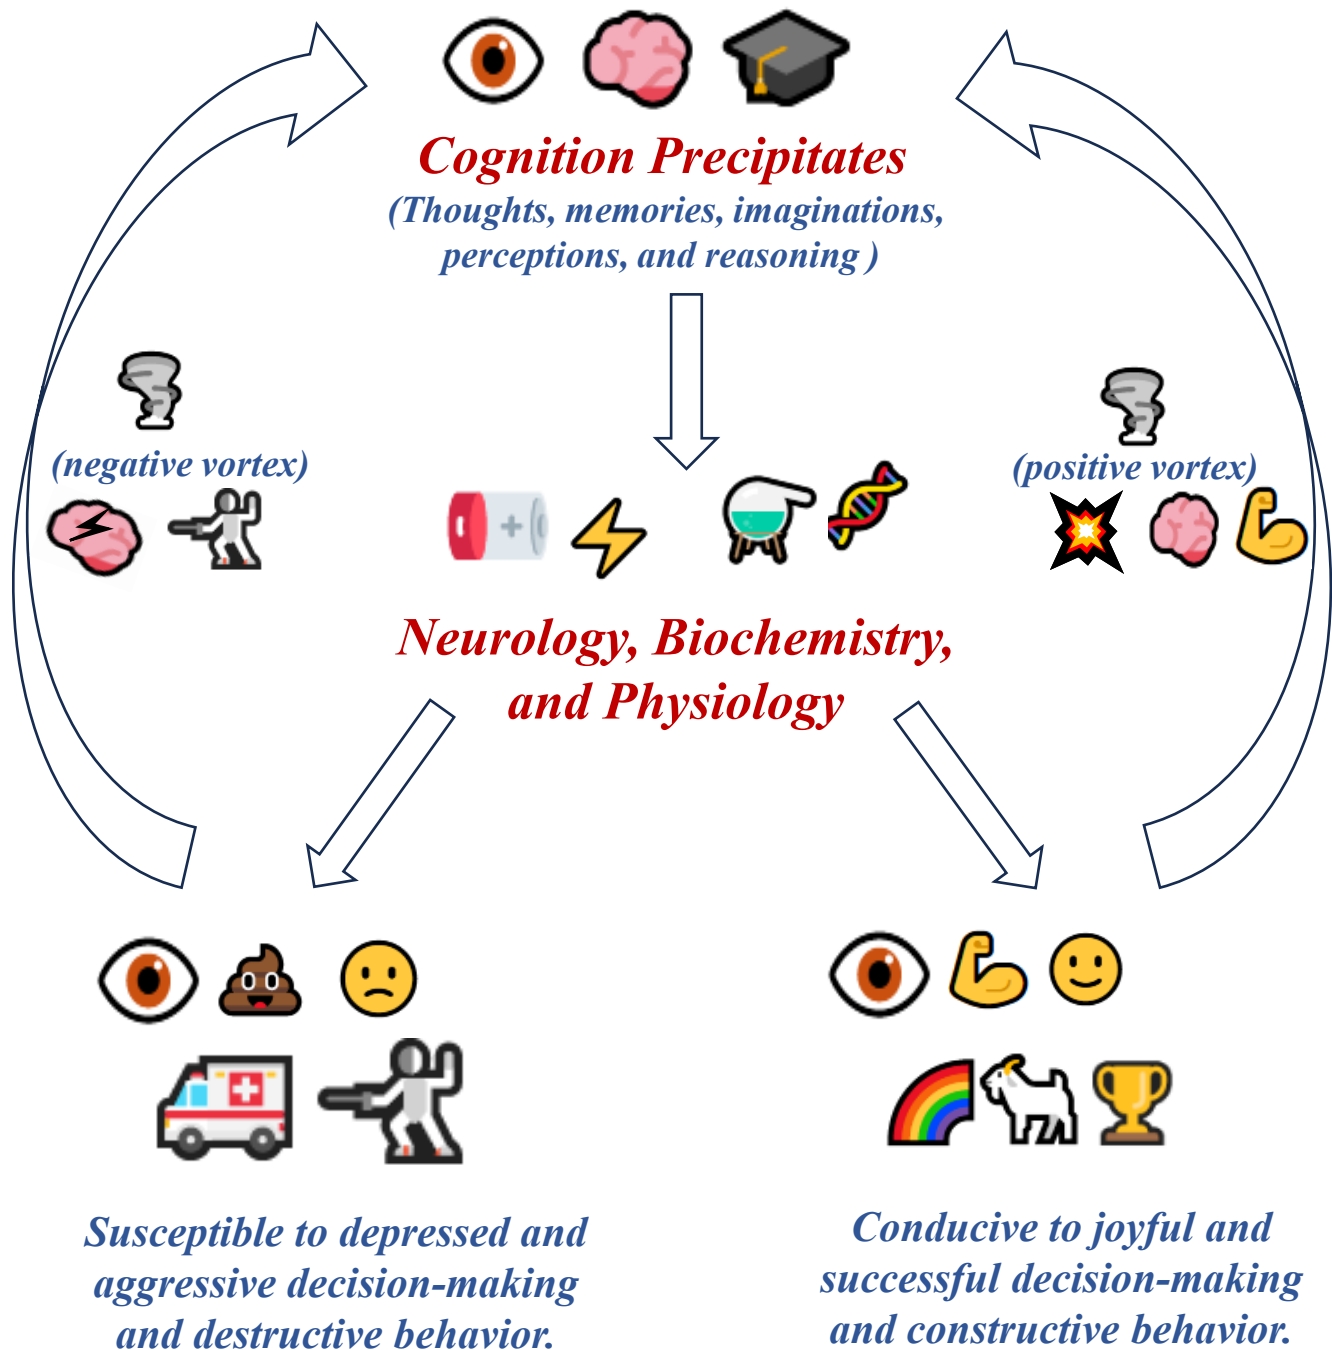 Cognition Precipitates
(Thoughts, memories, imaginations,
perceptions, and reasoning )
(negative vortex)
(positive vortex)
Neurology, Biochemistry,
and Physiology
Susceptible to depressed and
aggressive decision-making
and destructive behavior.
Conducive to joyful and
successful decision-making
and constructive behavior.